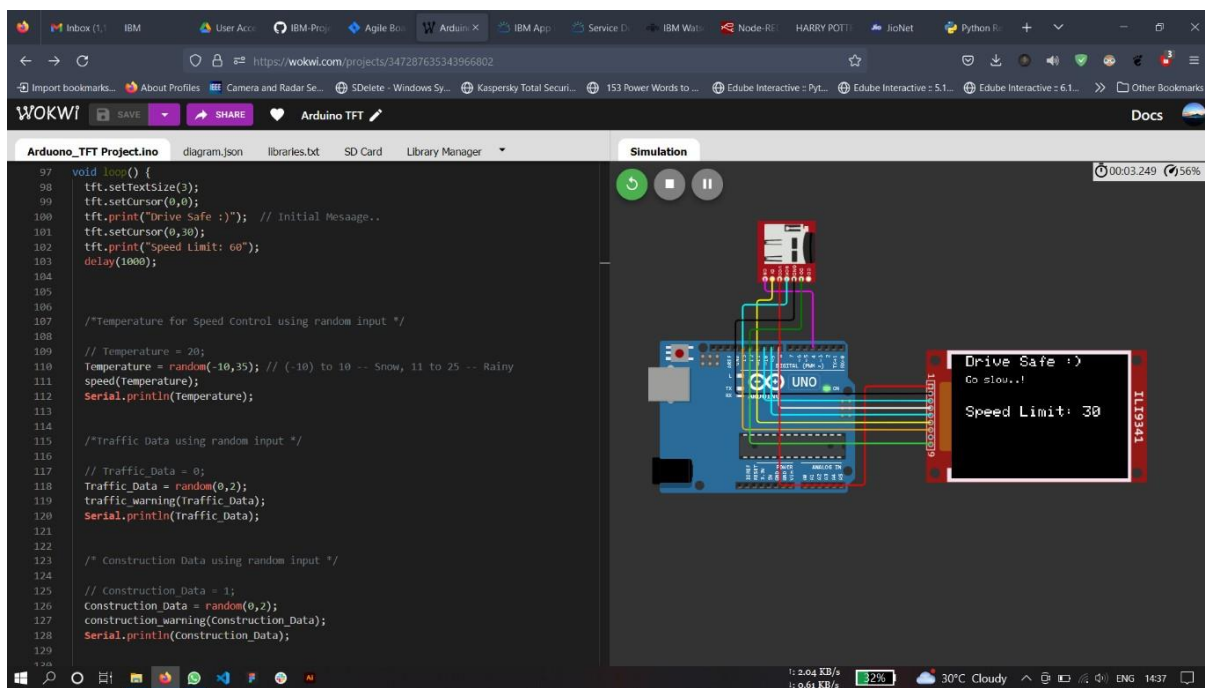 Inbox (1,1
IBM
User Acce
IBM-Proj
Agile Boa
Arduin
IBM App
Service D
IBM Wats
Node-RE
HARRY POTT
JioNet
Python R
https://wokwi.com/projects/347287635343966802
Import bookmarks...
About Profiles
Camera and Radar Se...
SDelete - Windows Sy...
Kaspersky Total Securi...
153 Power Words to ...
Edube Interactive :: Pyt...
Edube Interactive : 5.1...
Edube Interactive : 6.1...
Other Bookmarks
WOKWi
SAVE
SHARE
Arduino TFT
Docs
Arduono_TFT Project.ino
diagram.json
libraries.txt
SD Card
Library Manager
97 void loop() {
98 tft.setTextSize(3);
99 tft.setCursor(0,0);
100 tft.print("Drive Safe :)"); // Initial Mesaage..
101 tft.setCursor(0,30);
102 tft.print("Speed Limit: 60");
103 delay(1000);
104
105
106
107 /*Temperature for Speed Control using random input */
108
109 // Temperature = 20;
110 Temperature = random(-10,35); // (-10) to 10 -- Snow, 11 to 25 -- Rainy
111 speed(Temperature);
112 Serial.println(Temperature);
113
114
115 /*Traffic Data using random input */
116
117 // Traffic_Data = 0;
118 Traffic_Data = random(0,2);
119 traffic_warning(Traffic_Data);
120 Serial.println(Traffic_Data);
121
122
123 /* Construction Data using random input */
124
125 // Construction_Data = 1;
126 Construction_Data = random(0,2);
127 construction_warning(Construction_Data);
128 Serial.println(Construction_Data);
129
Simulation
00:03.249 56%
DIGITAL (PWM ~)
UNO
ON
L
TX
RX
ARDUINO
POWER
ANALOG IN
Drive Safe :)
Go slow..!
Speed Limit: 30
ILI9341
2.04 KB/s
0.61 KB/s
32%
30°C Cloudy
ENG
14:37